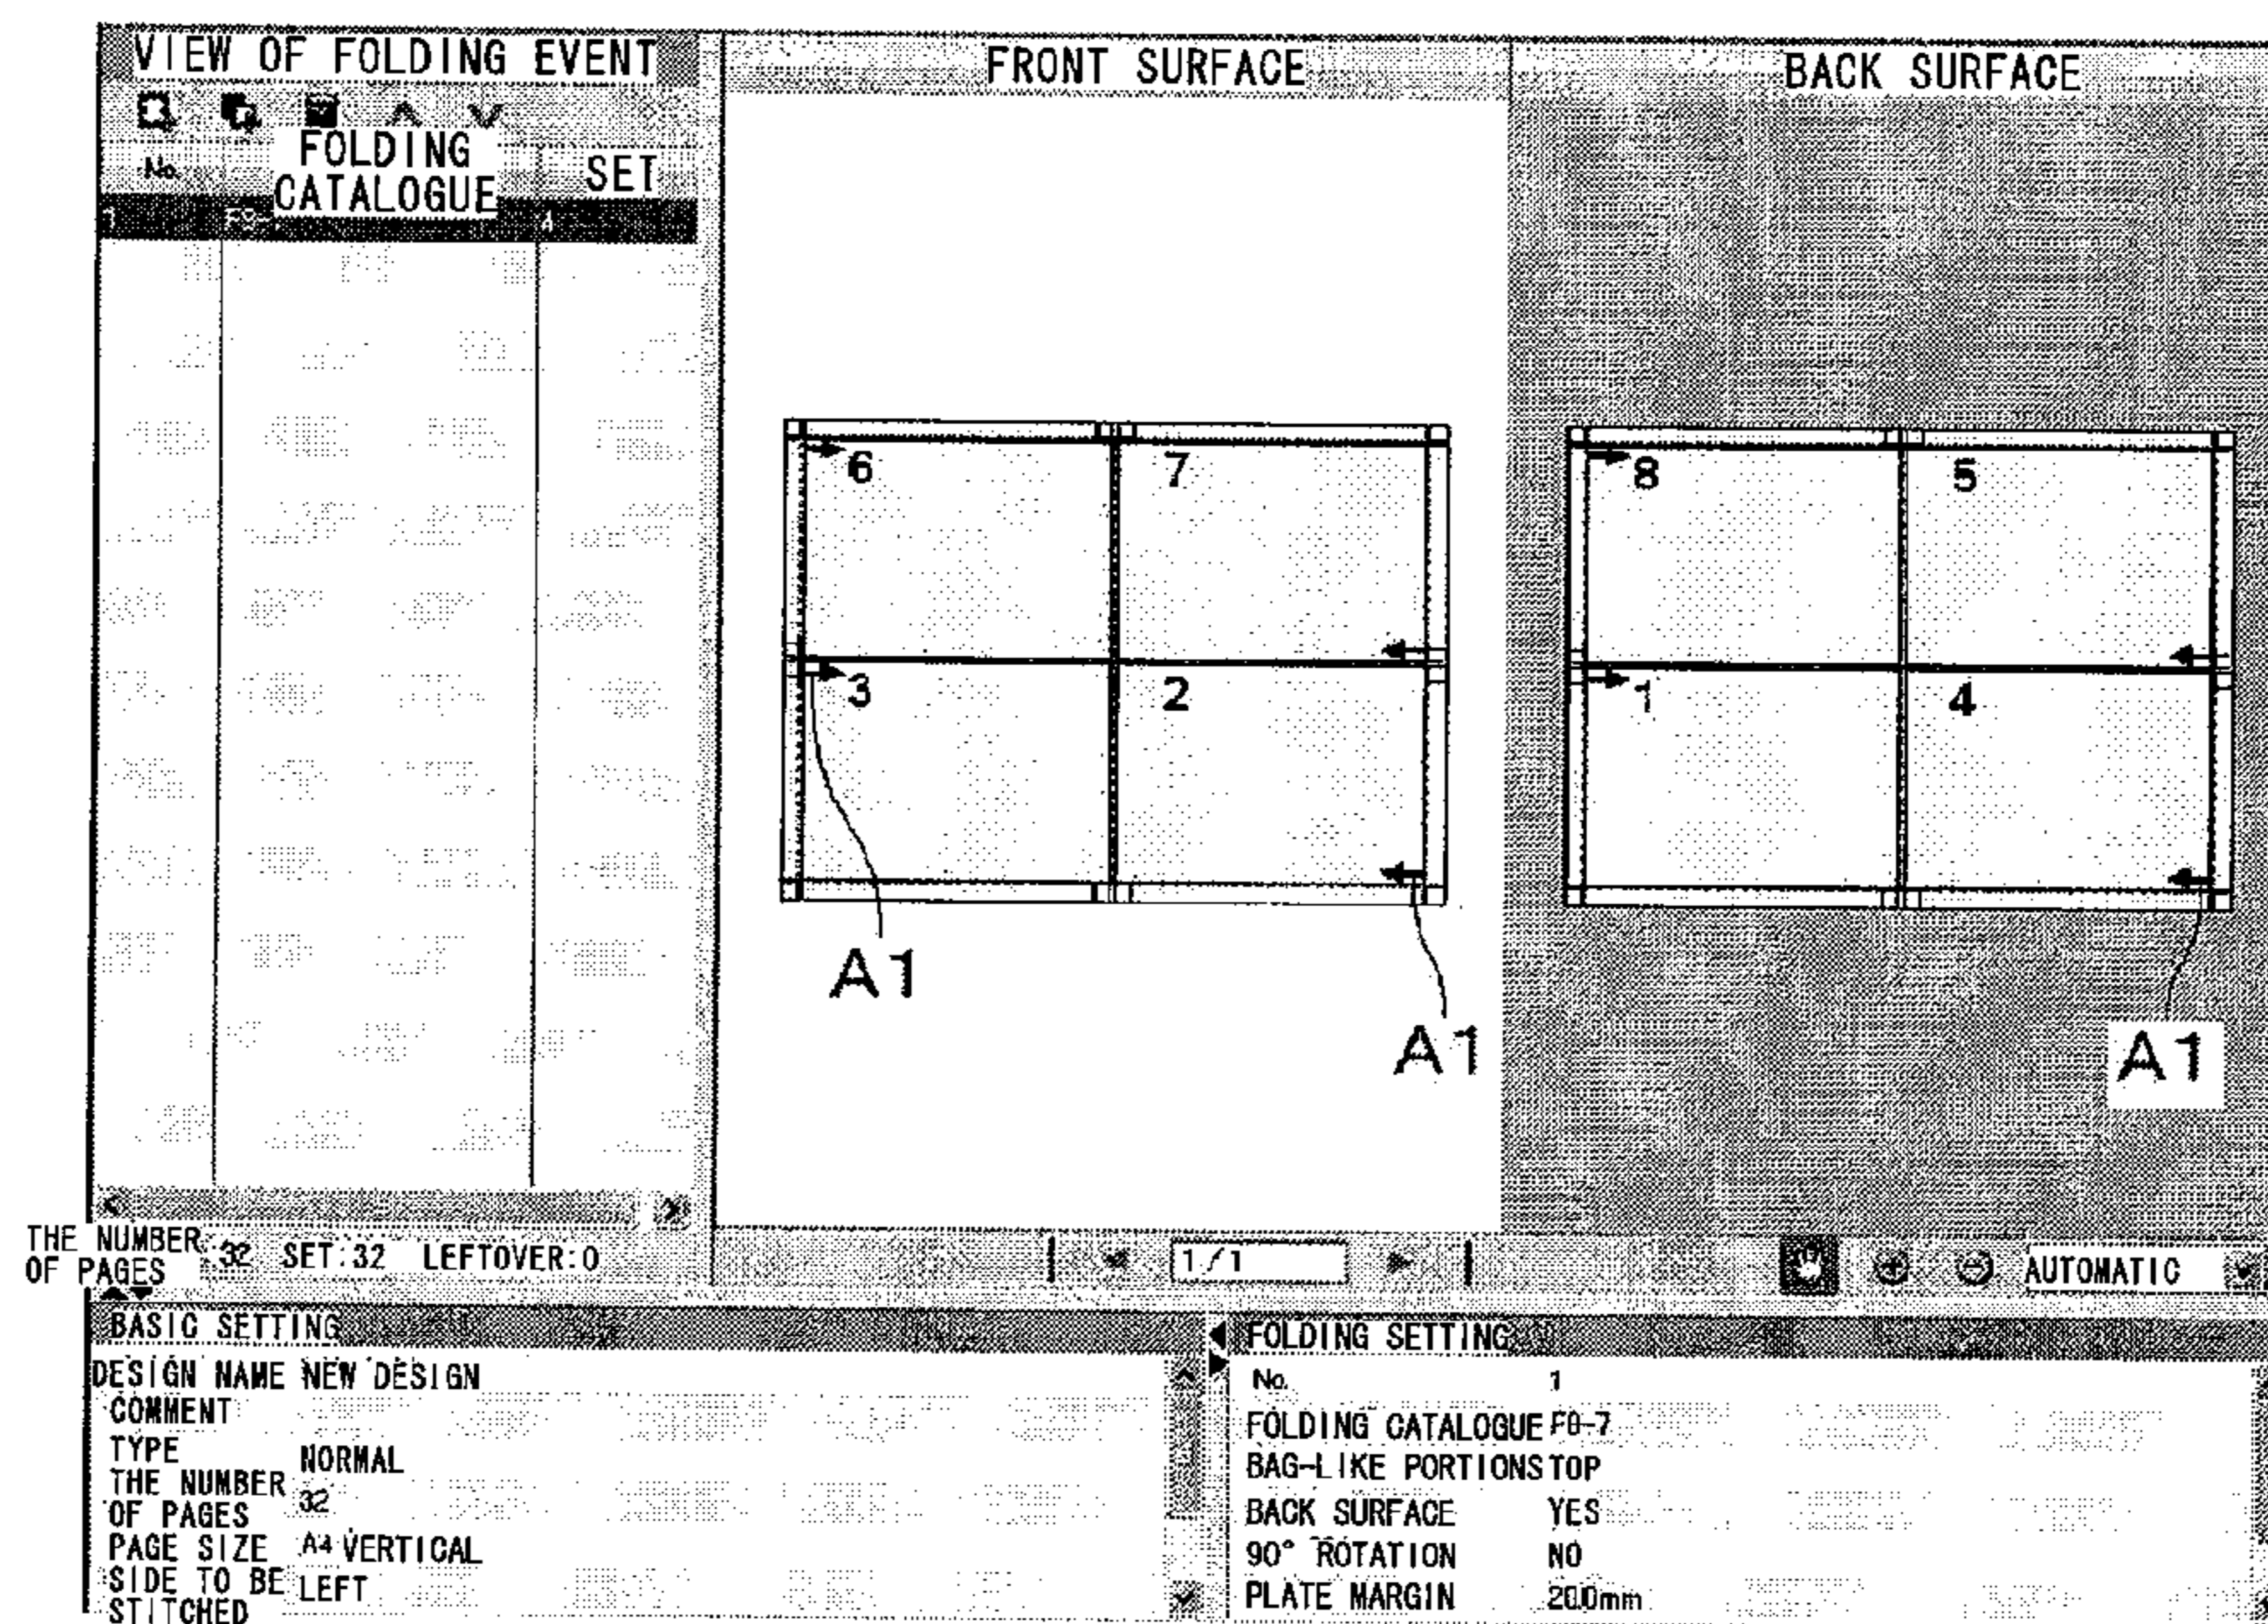 VIEW OF FOLDING EVENT
No.
FOLDING
CATALOGUE
SET
4
FRONT SURFACE
6
7
3
2
A1
A1
BACK SURFACE
8
5
1
4
A1
THE NUMBER
OF PAGES :32 SET:32 LEFTOVER:0
1/1
AUTOMATIC
BASIC SETTING
DESIGN NAME NEW DESIGN
COMMENT
TYPE NORMAL
THE NUMBER
OF PAGES 32
PAGE SIZE A4 VERTICAL
SIDE TO BE
STITCHED LEFT
FOLDING SETTING
No. 1
FOLDING CATALOGUE F8-7
BAG-LIKE PORTIONS TOP
BACK SURFACE YES
90° ROTATION NO
PLATE MARGIN 20.0mm